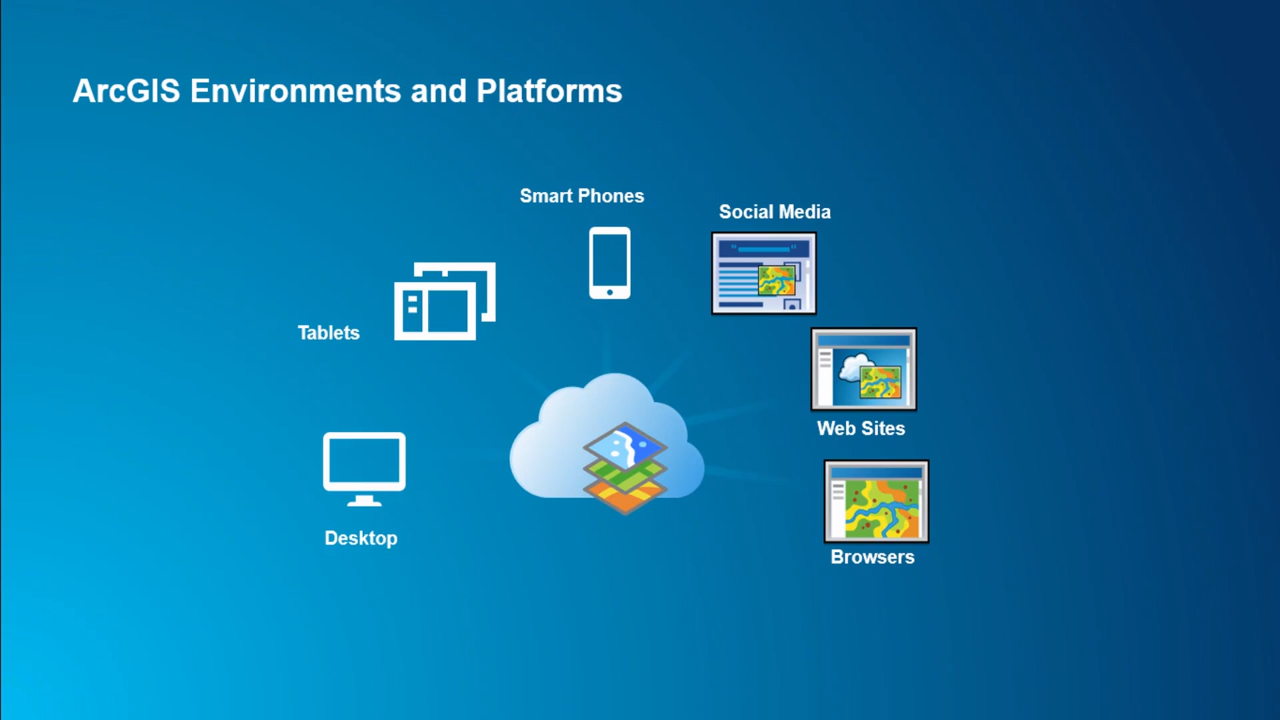 ArcGIS Environments and Platforms
Smart Phones
Social Media
Tablets
Web Sites
Desktop
Browsers